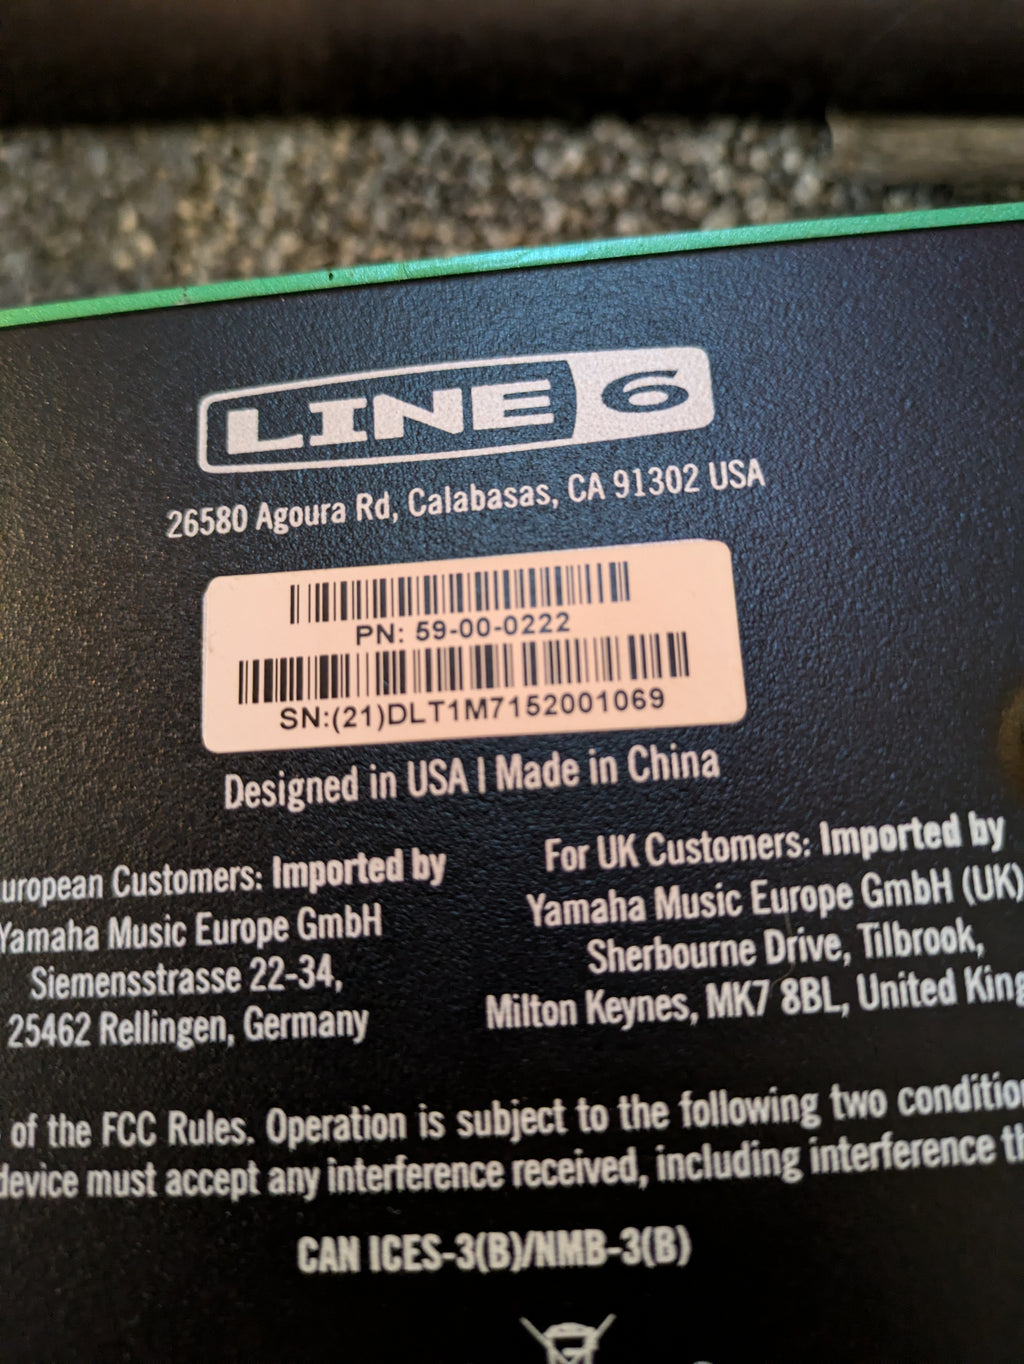 LINE 6
26580 Agoura Rd, Calabasas, CA 91302 USA
PN: 59-00-0222
SN:(21)DLT1M7152001069
Designed in USA | Made in China
uropean Customers: Imported by
Yamaha Music Europe GmbH
Siemensstrasse 22-34,
25462 Rellingen, Germany
For UK Customers: Imported by
Yamaha Music Europe GmbH (UK)
Sherbourne Drive, Tilbrook,
Milton Keynes, MK7 8BL, United King
of the FCC Rules. Operation is subject to the following two condition
device must accept any interference received, including interference th
CAN ICES-3(B)/NMB-3(B)